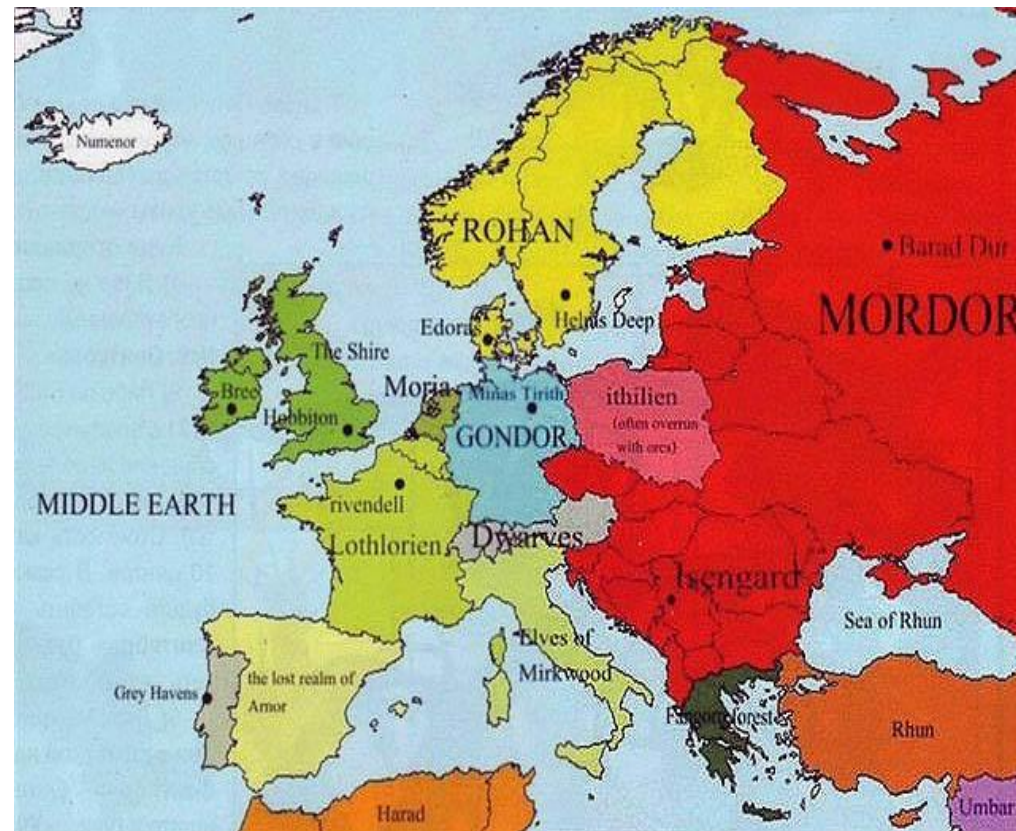 Numenor
ROHAN
Barad Dur
MORDOR
Edoras
Helms Deep
The Shire
Moria
Minas Tirith
ithilien
(often overrun
with orcs)
Bree
Hobbiton
GONDOR
MIDDLE EARTH
rivendell
Lothlorien
Dwarves
Isengard
Sea of Rhun
Elves of
Mirkwood
Grey Havens
the lost realm of
Arnor
Fangorn forest
Rhun
Harad
Umbar